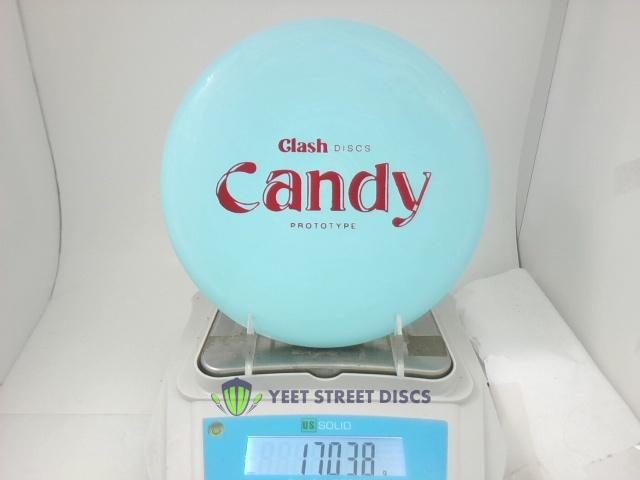 Clash DISCS
Candy
PROTOTYPE
YEET STREET DISCS
US SOLID
170.38 g